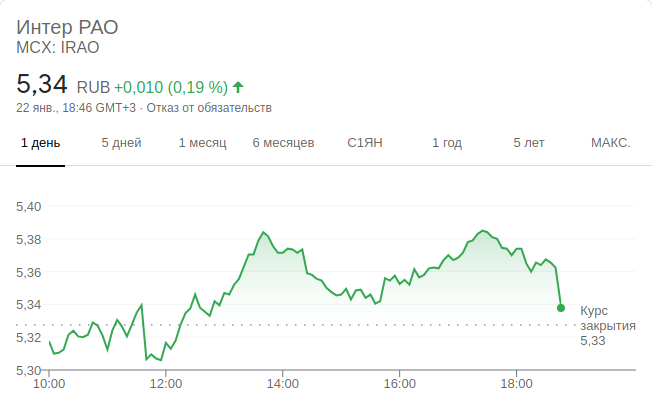 Интер РАО
MCX: IRAO
5,34 RUB +0,010 (0,19 %)
22 янв., 18:46 GMT+3 · Отказ от обязательств
1 день 5 дней 1 месяц 6 месяцев С1ЯН 1 год 5 лет МАКС.
5,40
5,38
5,36
5,34
5,32
5,30
Курс
закрытия
5,33
10:00 12:00 14:00 16:00 18:00